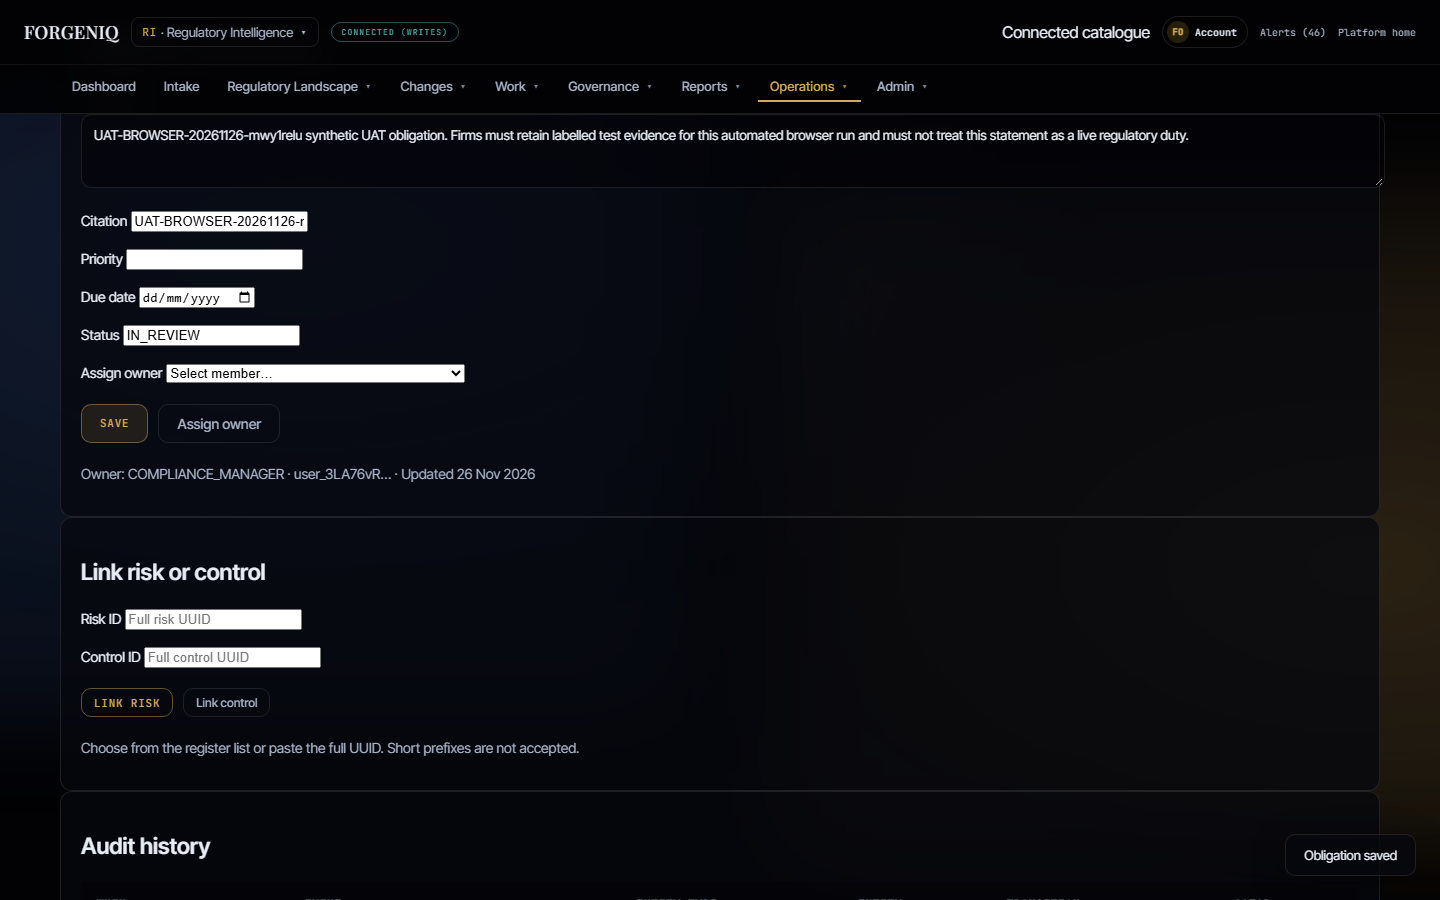 FORGENIQ
RI · Regulatory Intelligence
CONNECTED (WRITES)
Connected catalogue
FO Account
Alerts (46)
Platform home
Dashboard
Intake
Regulatory Landscape
Changes
Work
Governance
Reports
Operations
Admin
UAT-BROWSER-20261126-mwy1relu synthetic UAT obligation. Firms must retain labelled test evidence for this automated browser run and must not treat this statement as a live regulatory duty.
Citation UAT-BROWSER-20261126-r
Priority
Due date dd/mm/yyyy
Status IN_REVIEW
Assign owner Select member...
SAVE Assign owner
Owner: COMPLIANCE_MANAGER · user_3LA76vR... · Updated 26 Nov 2026
Link risk or control
Risk ID Full risk UUID
Control ID Full control UUID
LINK RISK Link control
Choose from the register list or paste the full UUID. Short prefixes are not accepted.
Audit history
Obligation saved